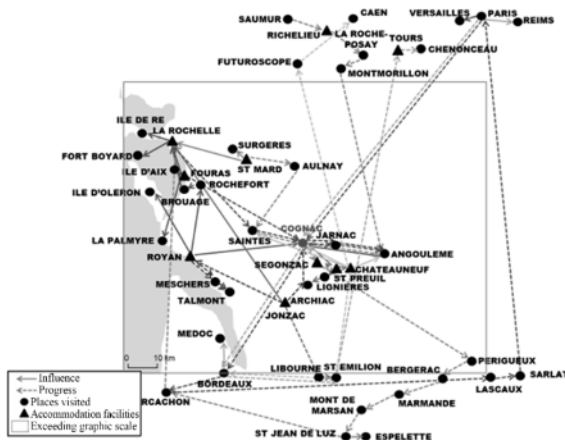 SAUMUR
CAEN
VERSAILLES
PARIS
REIMS
RICHELIEU
LA ROCHE-
POSAY
TOURS
CHENONCEAU
FUTUROSCOPE
MONTMORILLON
ILE DE RE
LA ROCHELLE
SURGERES
FORT BOYARD
ST MARD
AULNAY
ILE D'AIX
FOURAS
ROCHEFORT
ILE D'OLERON
BROUAGE
LA PALMYRE
SAINTES
COGNAC
JARNAC
ANGOULEME
ROYAN
SEGONZAC
CHATEAUNEUF
ST PREUIL
LIGNIERES
MESCHERS
TALMONT
ARCHIAC
JONZAC
MEDOC
0 10 km
LIBOURNE
ST EMILION
PERIGUEUX
BERGERAC
BORDEAUX
SARLAT
LASCAUX
RCACHON
MONT DE
MARSAN
MARMANDE
ST JEAN DE LUZ
ESPELETTE
Influence
Progress
Places visited
Accommodation facilities
Exceeding graphic scale